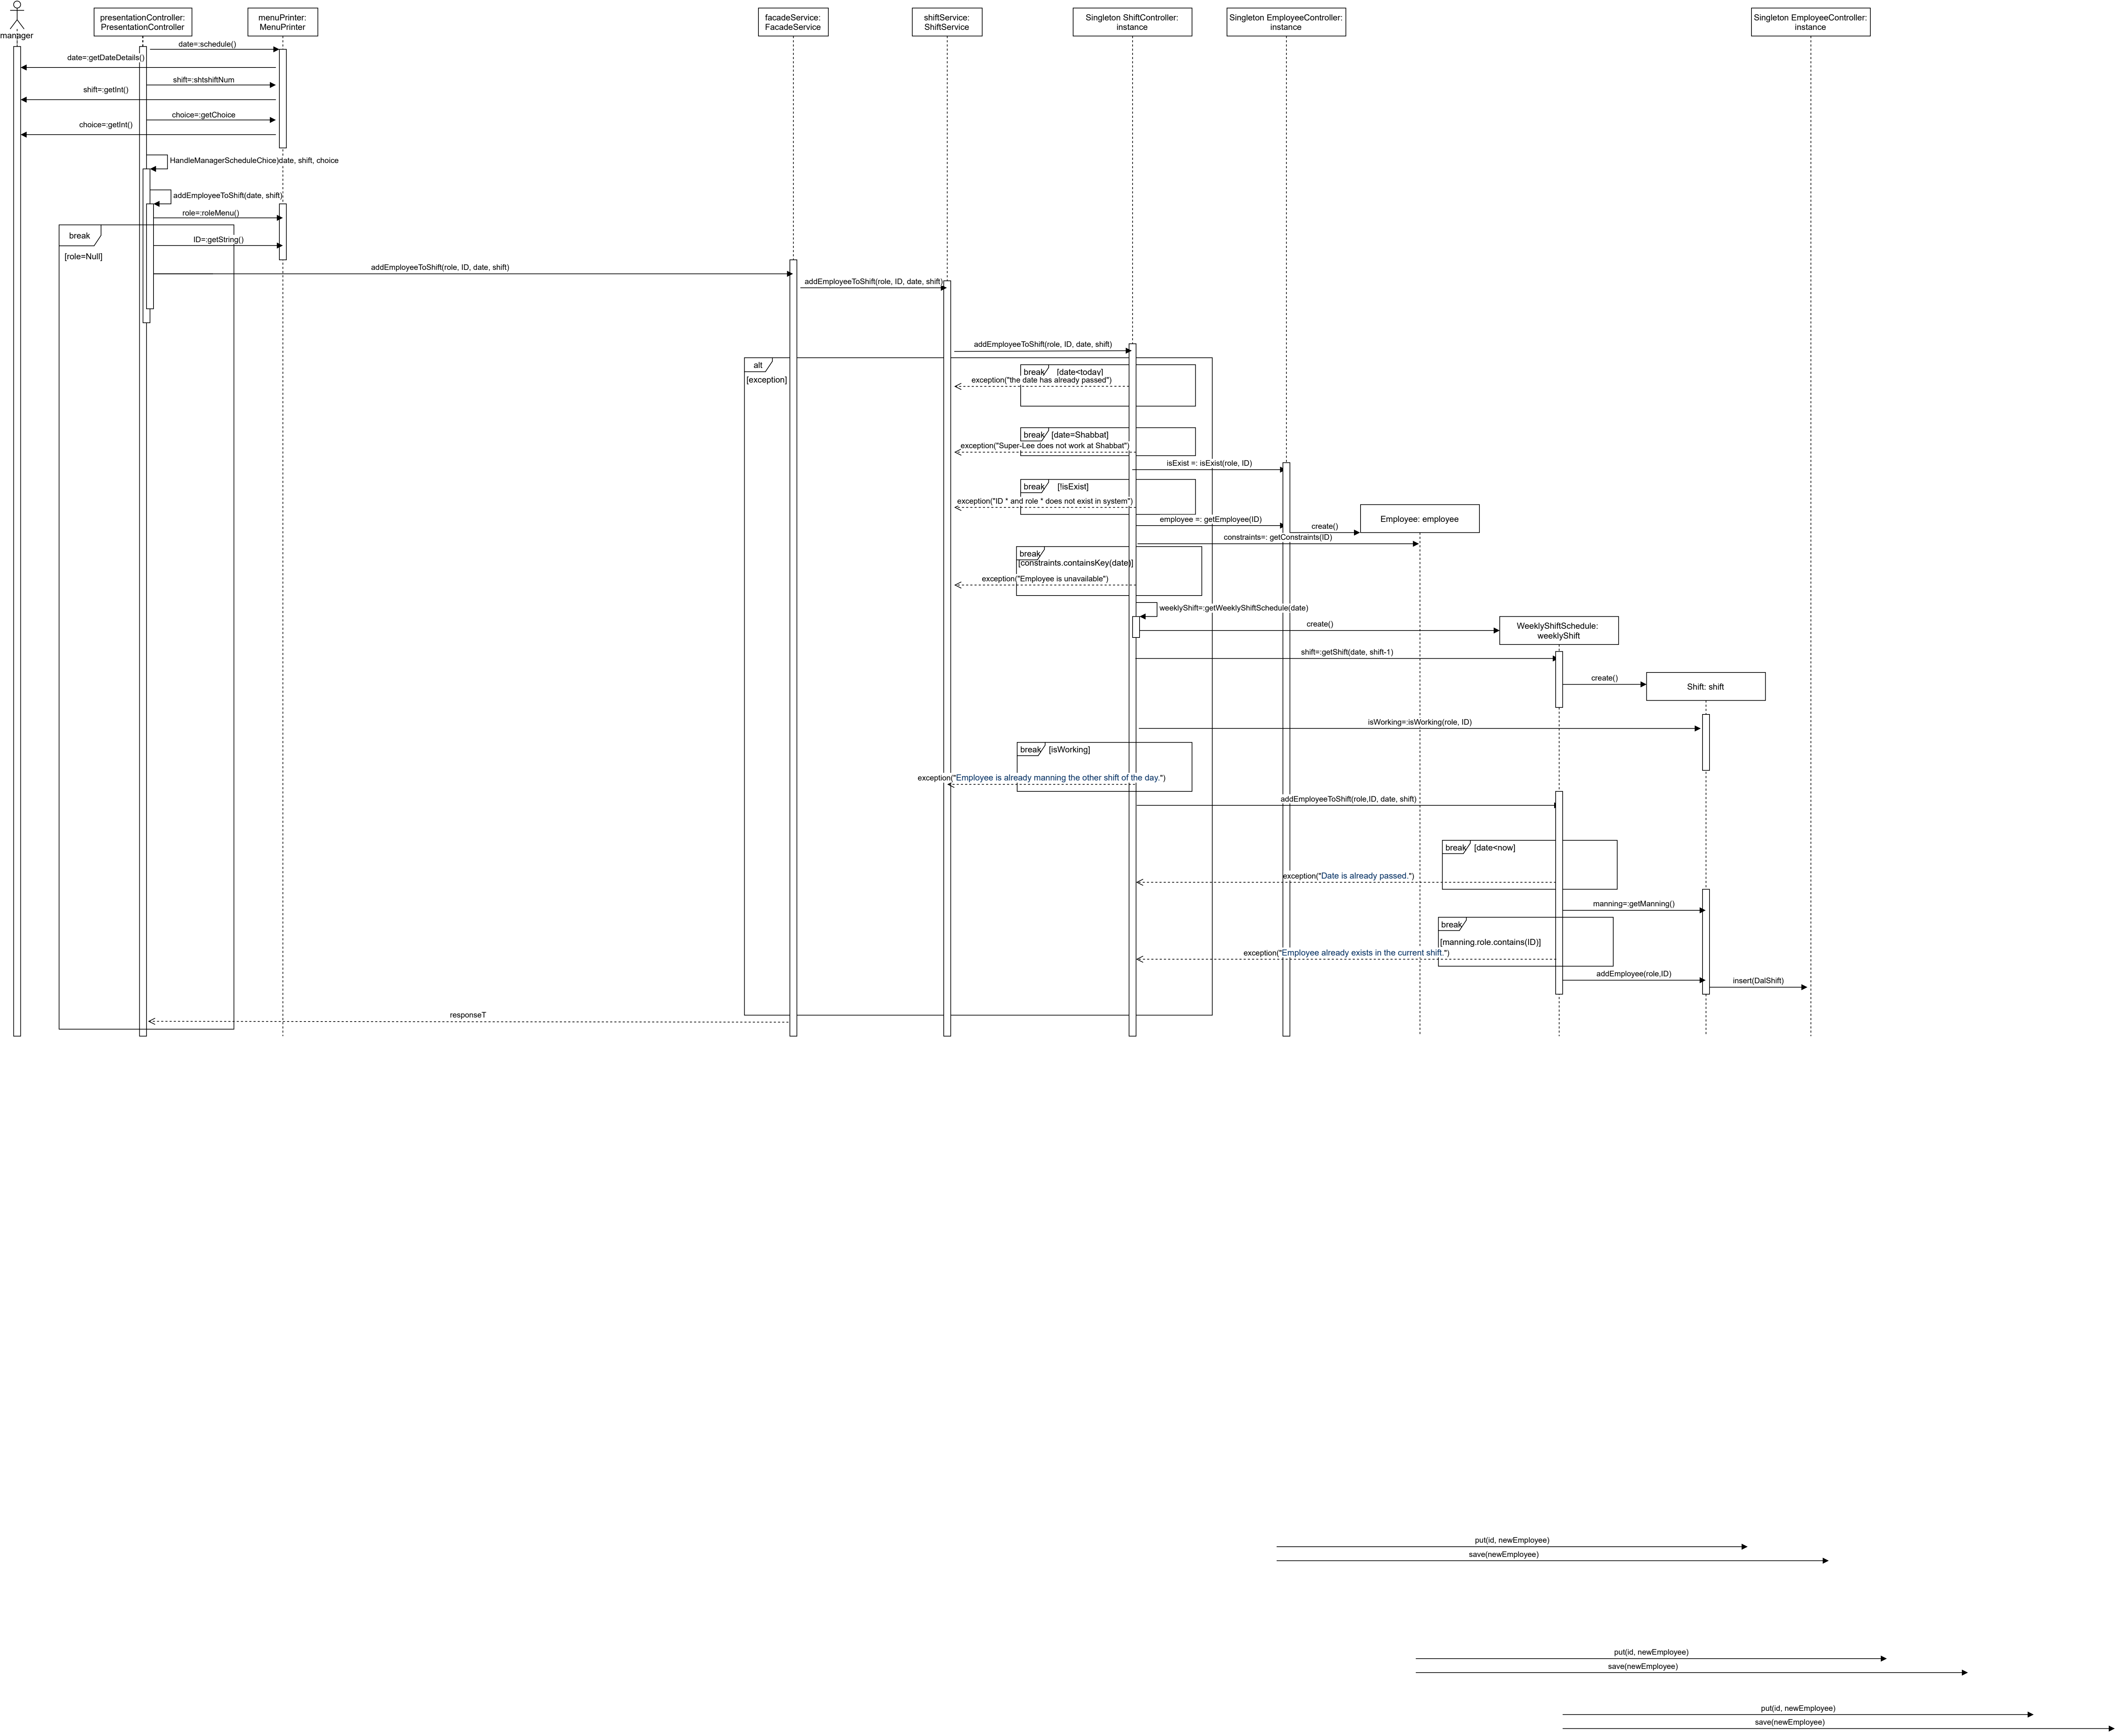 manager
presentationController:
PresentationController
menuPrinter:
MenuPrinter
facadeService:
FacadeService
shiftService:
ShiftService
Singleton ShiftController:
instance
Singleton EmployeeController:
instance
Singleton EmployeeController:
instance
date=:schedule()
date=:getDateDetails()
shift=:shtshiftNum
shift=:getInt()
choice=:getChoice
choice=:getInt()
HandleManagerScheduleChice)date, shift, choice
addEmployeeToShift(date, shift)
role=:roleMenu()
break
ID=:getString()
[role=Null]
addEmployeeToShift(role, ID, date, shift)
addEmployeeToShift(role, ID, date, shift)
addEmployeeToShift(role, ID, date, shift)
alt
[exception]
break
[date<today]
exception("the date has already passed")
break
[date=Shabbat]
exception("Super-Lee does not work at Shabbat")
isExist =: isExist(role, ID)
break
[!isExist]
exception("ID * and role * does not exist in system")
employee =: getEmployee(ID)
create()
Employee: employee
constraints=: getConstraints(ID)
break
[constraints.containsKey(date)]
exception("Employee is unavailable")
weeklyShift=:getWeeklyShiftSchedule(date)
create()
WeeklyShiftSchedule:
weeklyShift
shift=:getShift(date, shift-1)
create()
Shift: shift
isWorking=:isWorking(role, ID)
break
[isWorking]
exception("Employee is already manning the other shift of the day.")
addEmployeeToShift(role,ID, date, shift)
break
[date<now]
exception("Date is already passed.")
manning=:getManning()
break
[manning.role.contains(ID)]
exception("Employee already exists in the current shift.")
addEmployee(role,ID)
insert(DalShift)
responseT
put(id, newEmployee)
save(newEmployee)
put(id, newEmployee)
save(newEmployee)
put(id, newEmployee)
save(newEmployee)